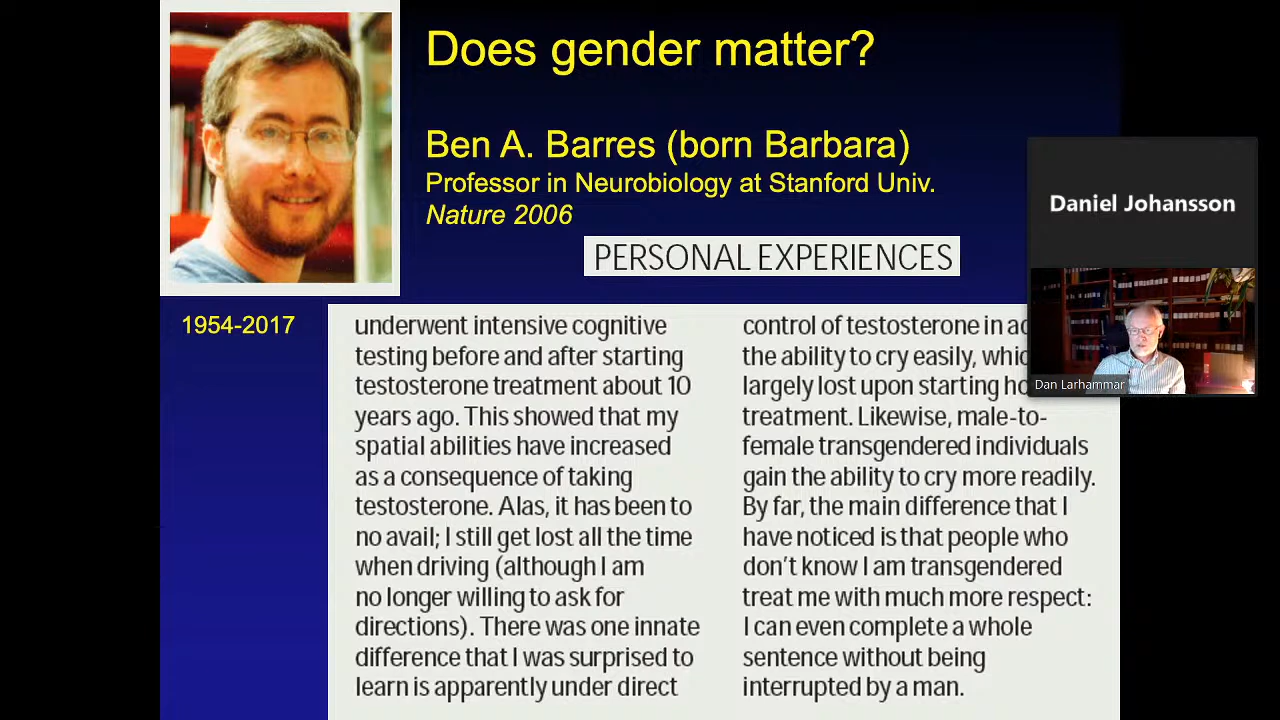 Does gender matter?
Ben A. Barres (born Barbara)
Professor in Neurobiology at Stanford Univ.
Nature 2006
PERSONAL EXPERIENCES
1954-2017
underwent intensive cognitive
testing before and after starting
testosterone treatment about 10
years ago. This showed that my
spatial abilities have increased
as a consequence of taking
testosterone. Alas, it has been to
no avail; I still get lost all the time
when driving (although I am
no longer willing to ask for
directions). There was one innate
difference that I was surprised to
learn is apparently under direct
control of testosterone in
the ability to cry easily,
largely lost upon starting
treatment. Likewise, male-to-
female transgendered individuals
gain the ability to cry more readily.
By far, the main difference that I
have noticed is that people who
don't know I am transgendered
treat me with much more respect:
I can even complete a whole
sentence without being
interrupted by a man.
Daniel Johansson
Dan Larhammar